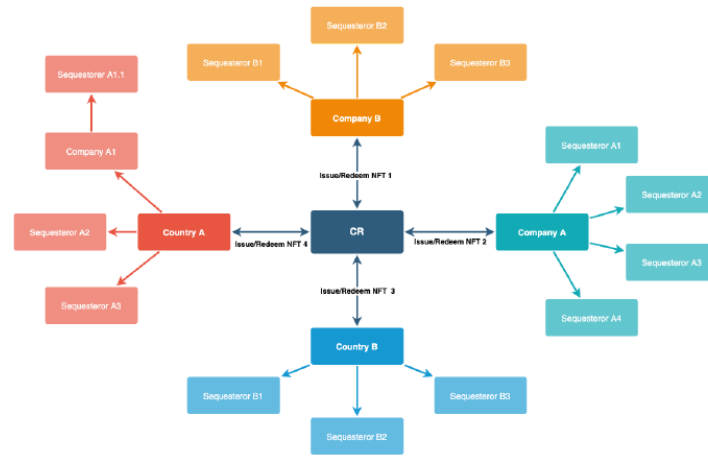 Sequesteror B2
Sequesteror B1
Sequesteror B3
Sequestorer A1.1
Company B
Company A1
Sequesteror A1
Issue/Redeem NFT 1
Sequesteror A2
Sequesteror A2
Country A
CR
Company A
Issue/Redeem NFT 4
Issue/Redeem NFT 2
Sequesteror A3
Sequesteror A3
Issue/Redeem NFT 3
Sequesteror A4
Country B
Sequesteror B1
Sequesteror B3
Sequesteror B2